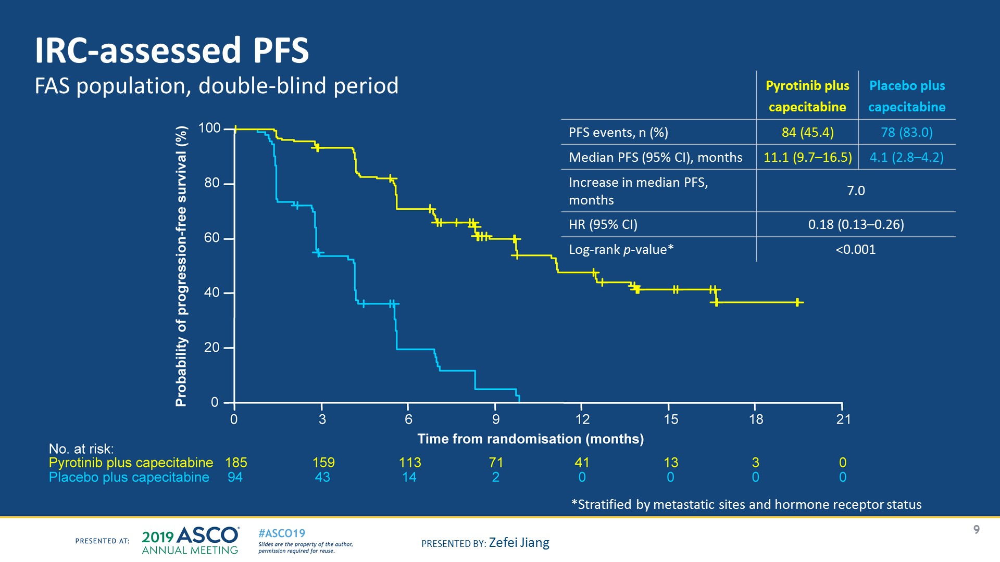 IRC-assessed PFS
FAS population, double-blind period
Pyrotinib plus capecitabine
Placebo plus capecitabine
PFS events, n (%) 84 (45.4) 78 (83.0)
Median PFS (95% CI), months 11.1 (9.7–16.5) 4.1 (2.8–4.2)
Increase in median PFS, months 7.0
HR (95% CI) 0.18 (0.13–0.26)
Log-rank p-value* <0.001
Probability of progression-free survival (%)
100
80
60
40
20
0
0 3 6 9 12 15 18 21
Time from randomisation (months)
No. at risk:
Pyrotinib plus capecitabine 185 159 113 71 41 13 3 0
Placebo plus capecitabine 94 43 14 2 0 0 0 0
*Stratified by metastatic sites and hormone receptor status
PRESENTED AT:
2019 ASCO
ANNUAL MEETING
#ASCO19
Slides are the property of the author,
permission required for reuse.
PRESENTED BY: Zefei Jiang
9